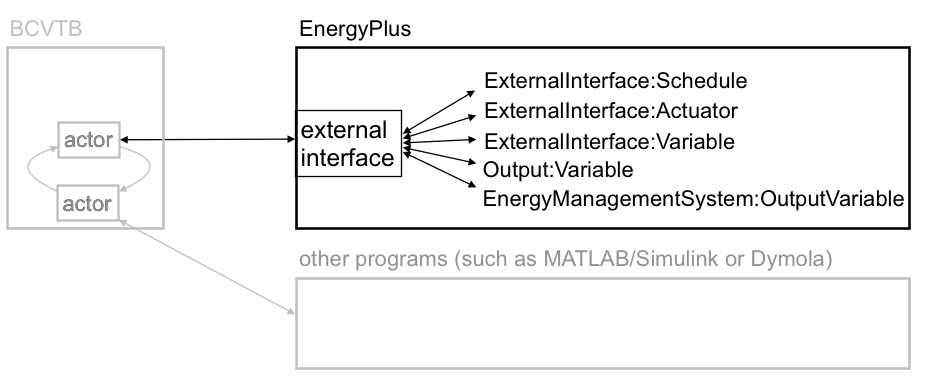 BCVTB
EnergyPlus
ExternalInterface:Schedule
ExternalInterface:Actuator
ExternalInterface:Variable
Output:Variable
EnergyManagementSystem:OutputVariable
external
interface
actor
actor
other programs (such as MATLAB/Simulink or Dymola)